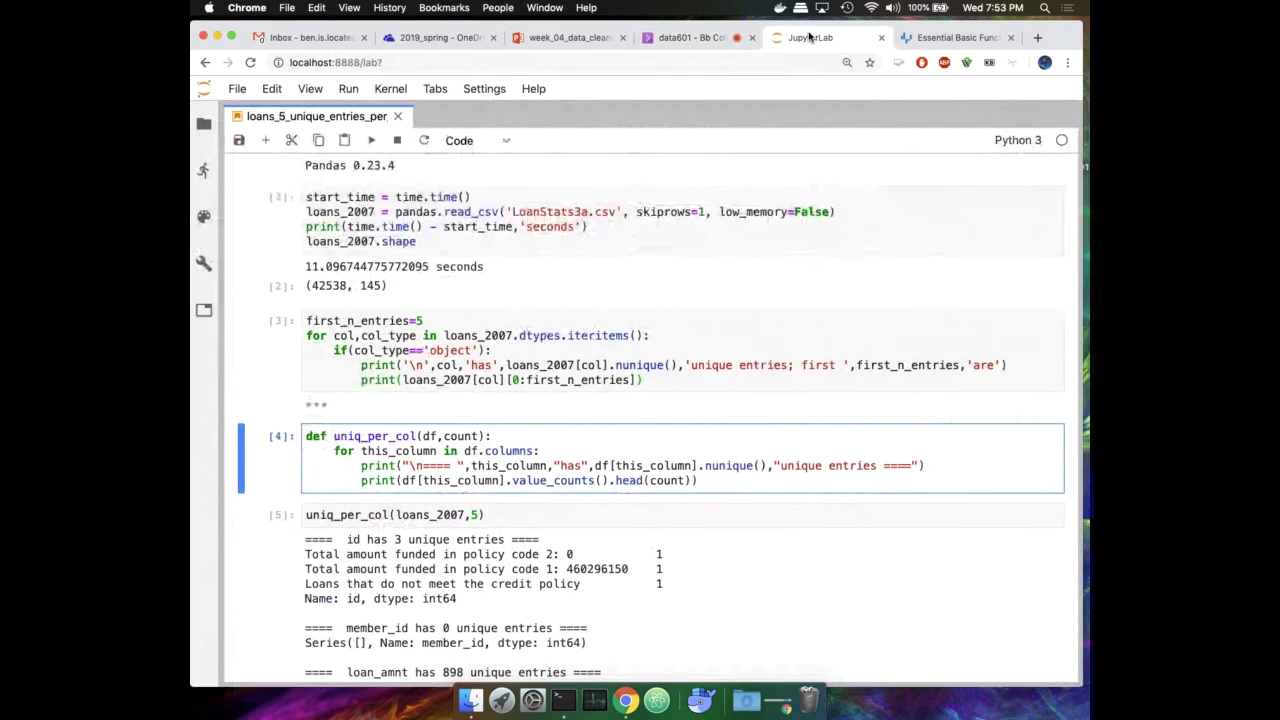 Chrome File Edit View History Bookmarks People Window Help 100% Wed 7:53 PM
Inbox - ben.is.locate 2019_spring - OneDr week_04_data_clean data601 - Bb Col JupyterLab Essential Basic Func
localhost:8888/lab?
File Edit View Run Kernel Tabs Settings Help
loans_5_unique_entries_per
Code Python 3
Pandas 0.23.4
[2]: start_time = time.time()
loans_2007 = pandas.read_csv('LoanStats3a.csv', skiprows=1, low_memory=False)
print(time.time() - start_time,'seconds')
loans_2007.shape
11.096744775772095 seconds
[2]: (42538, 145)
[3]: first_n_entries=5
for col,col_type in loans_2007.dtypes.iteritems():
if(col_type=='object'):
print('\n',col,'has',loans_2007[col].nunique(),'unique entries; first ',first_n_entries,'are')
print(loans_2007[col][0:first_n_entries])
[4]: def uniq_per_col(df,count):
for this_column in df.columns:
print("\n==== ",this_column,"has",df[this_column].nunique(),"unique entries ====")
print(df[this_column].value_counts().head(count))
[5]: uniq_per_col(loans_2007,5)
==== id has 3 unique entries ====
Total amount funded in policy code 2: 0 1
Total amount funded in policy code 1: 460296150 1
Loans that do not meet the credit policy 1
Name: id, dtype: int64
==== member_id has 0 unique entries ====
Series([], Name: member_id, dtype: int64)
==== loan_amnt has 898 unique entries ====